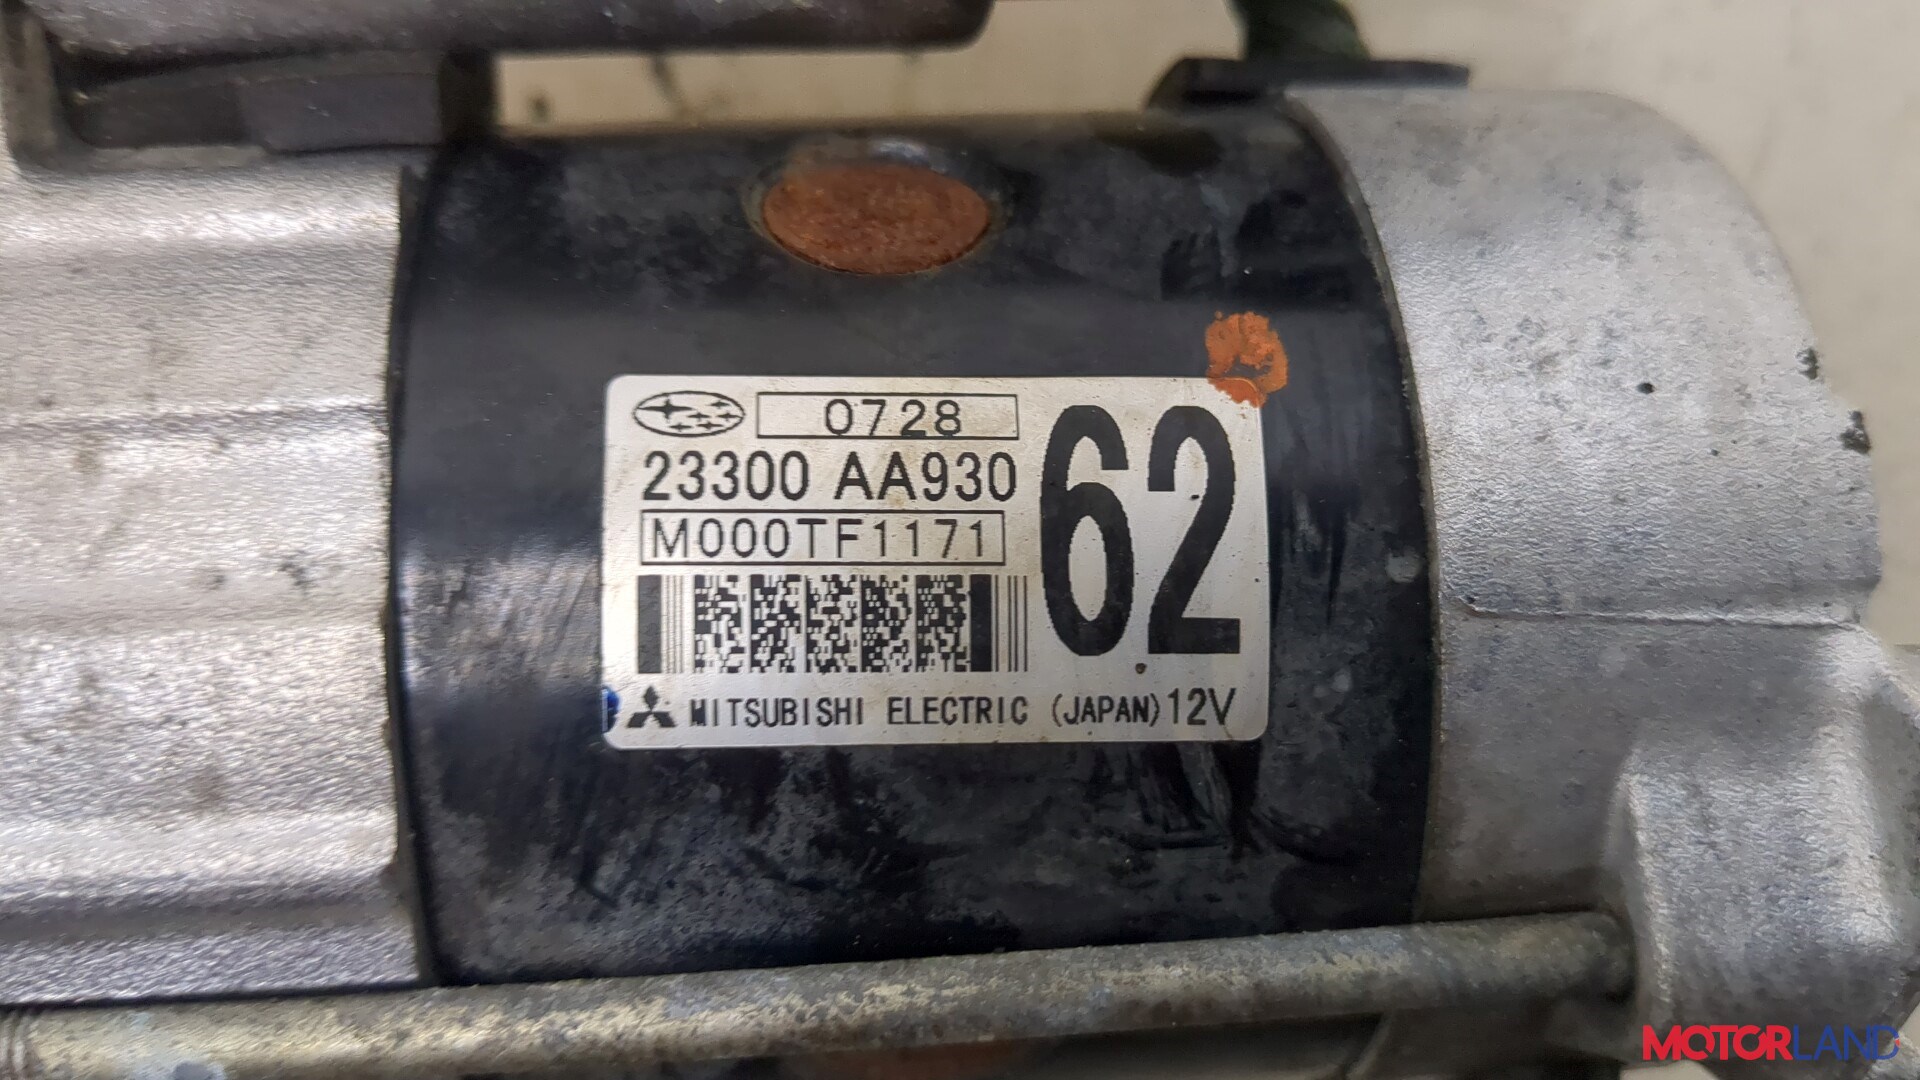 0728
23300 AA930
M000TF1171
62
MITSUBISHI ELECTRIC (JAPAN) 12V
MOTORLAND